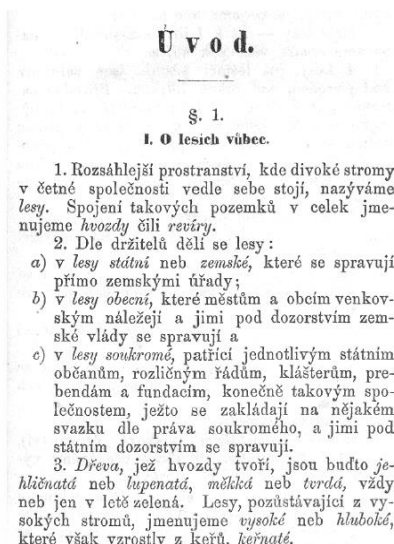 Úvod.
§. 1.
I. O lesích vůbec.
1. Rozsáhlejší prostranství, kde divoké stromy
v četné společnosti vedle sebe stojí, nazýváme
lesy. Spojení takových pozemků v celek jme-
nujeme hvozdy čili revíry.
2. Dle držitelů dělí se lesy:
a) v lesy státní neb zemské, které se spravují
přímo zemskými úřady;
b) v lesy obecní, které městům a obcím venkov-
ským náležejí a jimi pod dozorstvím zem-
ské vlády se spravují a
c) v lesy soukromé, patřící jednotlivým státním
občanům, rozličným řádům, klášterům, pre-
bendám a fundacím, konečně takovým spo-
lečnostem, ježto se zakládají na nějakém
svazku dle práva soukromého, a jimi pod
státním dozorstvím se spravují.
3. Dřeva, jež hvozdy tvoří, jsou buďto je-
hličnatá neb lupenatá, měkká neb tvrdá, vždy
neb jen v letě zelená. Lesy, pozůstávající z vy-
sokých stromů, jmenujeme vysoké neb hluboké,
které však vzrostly z keřů, keřnaté.